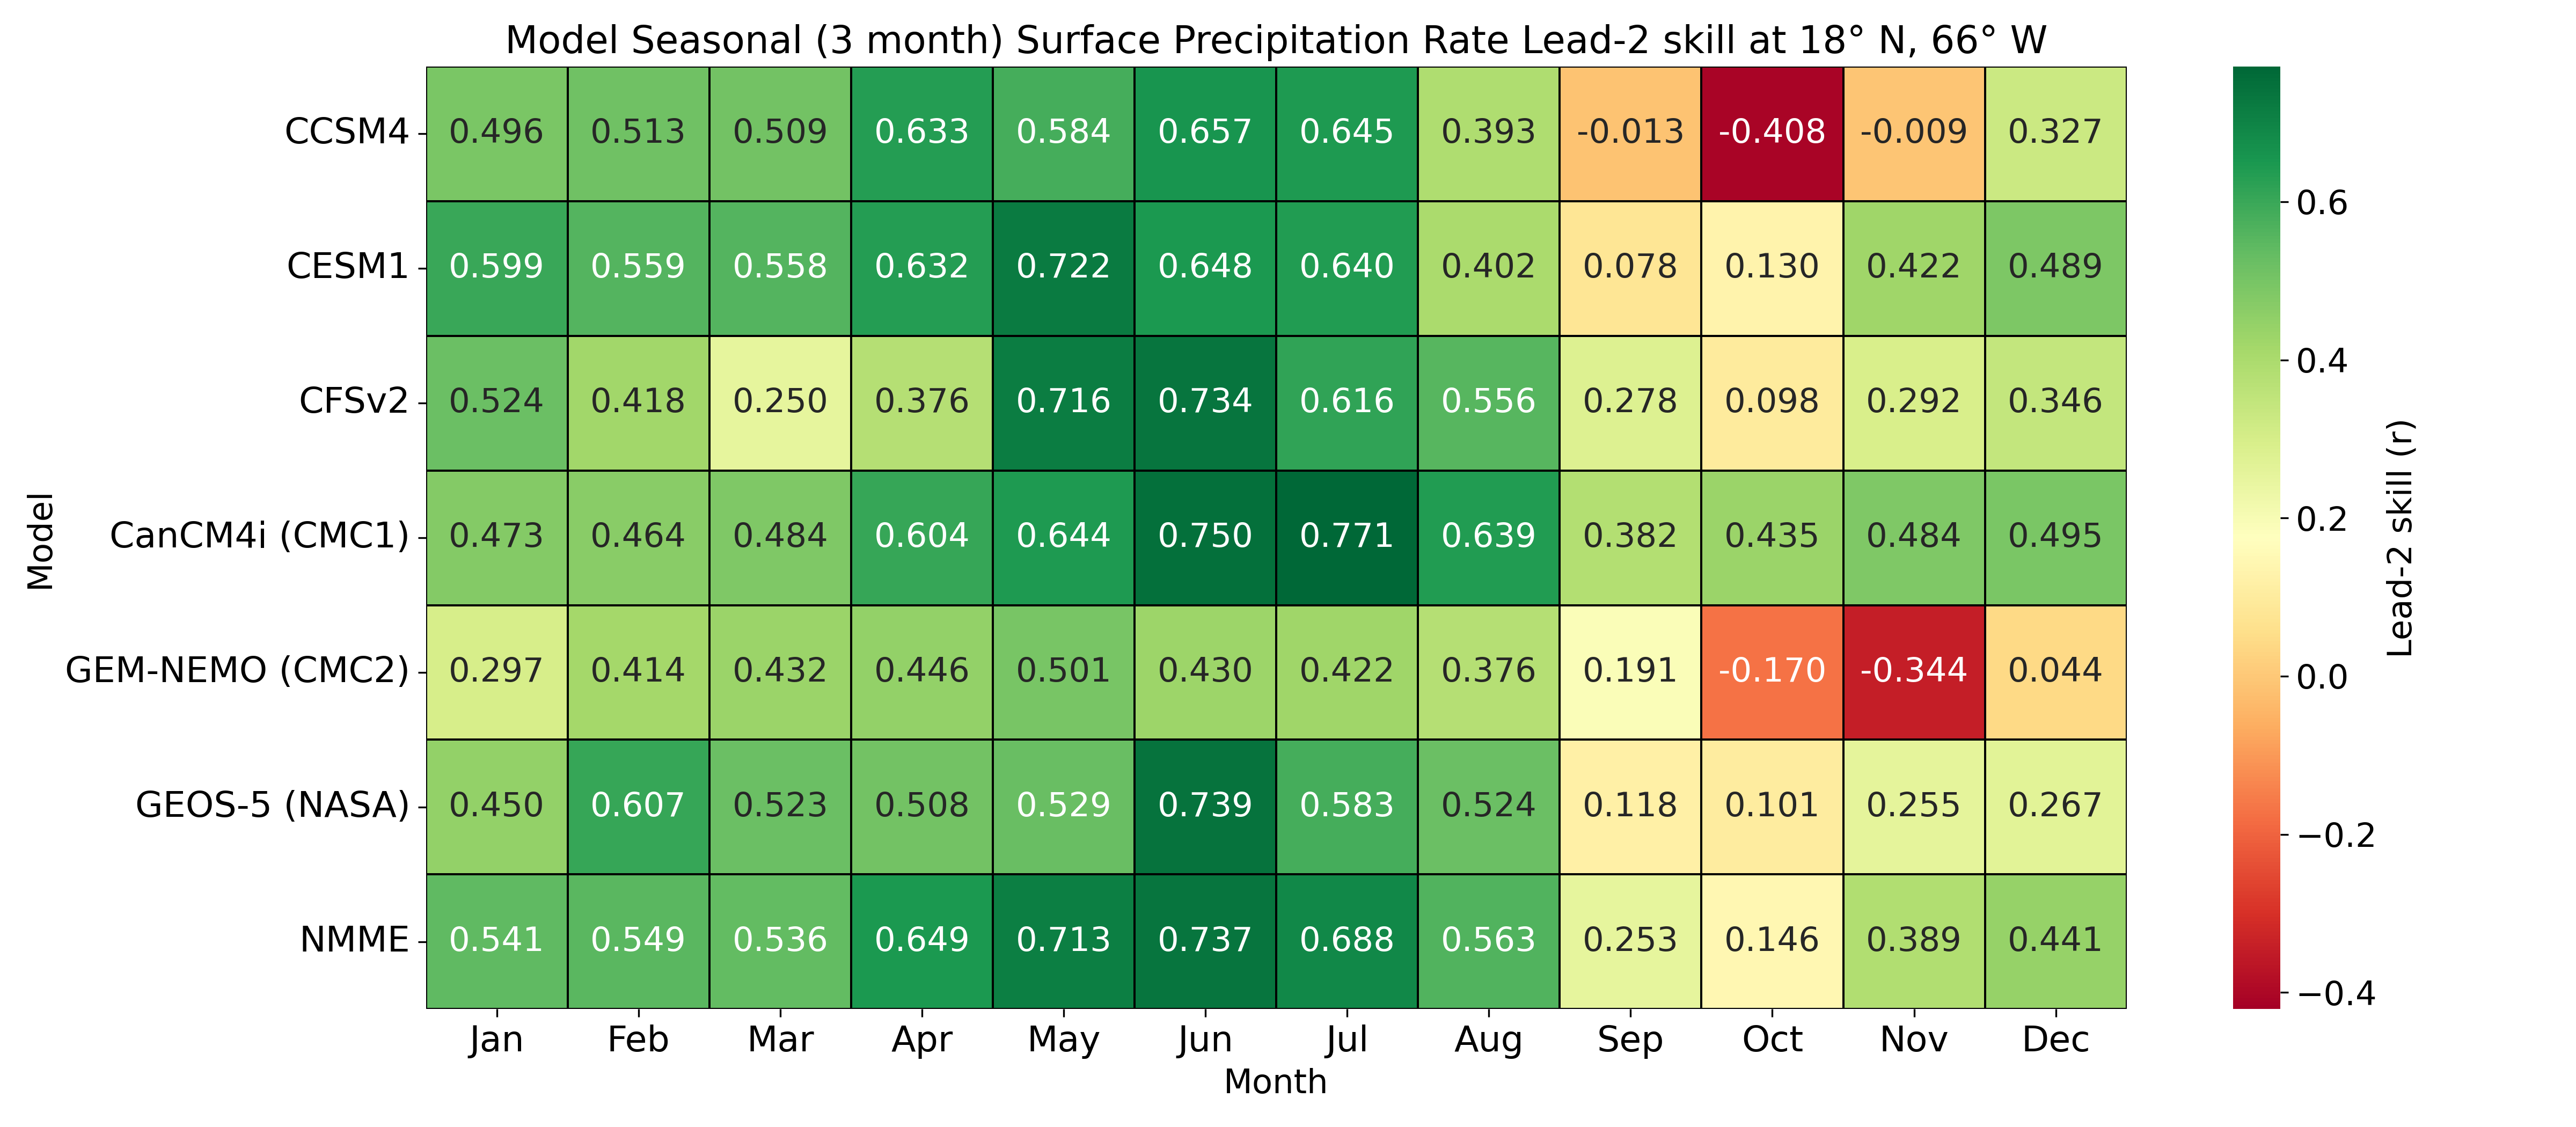 Model Seasonal (3 month) Surface Precipitation Rate Lead-2 skill at 18° N, 66° W
CCSM4 0.496 0.513 0.509 0.633 0.584 0.657 0.645 0.393 -0.013 -0.408 -0.009 0.327
CESM1 0.599 0.559 0.558 0.632 0.722 0.648 0.640 0.402 0.078 0.130 0.422 0.489
CFSv2 0.524 0.418 0.250 0.376 0.716 0.734 0.616 0.556 0.278 0.098 0.292 0.346
CanCM4i (CMC1) 0.473 0.464 0.484 0.604 0.644 0.750 0.771 0.639 0.382 0.435 0.484 0.495
GEM-NEMO (CMC2) 0.297 0.414 0.432 0.446 0.501 0.430 0.422 0.376 0.191 -0.170 -0.344 0.044
GEOS-5 (NASA) 0.450 0.607 0.523 0.508 0.529 0.739 0.583 0.524 0.118 0.101 0.255 0.267
NMME 0.541 0.549 0.536 0.649 0.713 0.737 0.688 0.563 0.253 0.146 0.389 0.441
Jan Feb Mar Apr May Jun Jul Aug Sep Oct Nov Dec
Month
Model
0.6
0.4
0.2
0.0
−0.2
−0.4
Lead-2 skill (r)